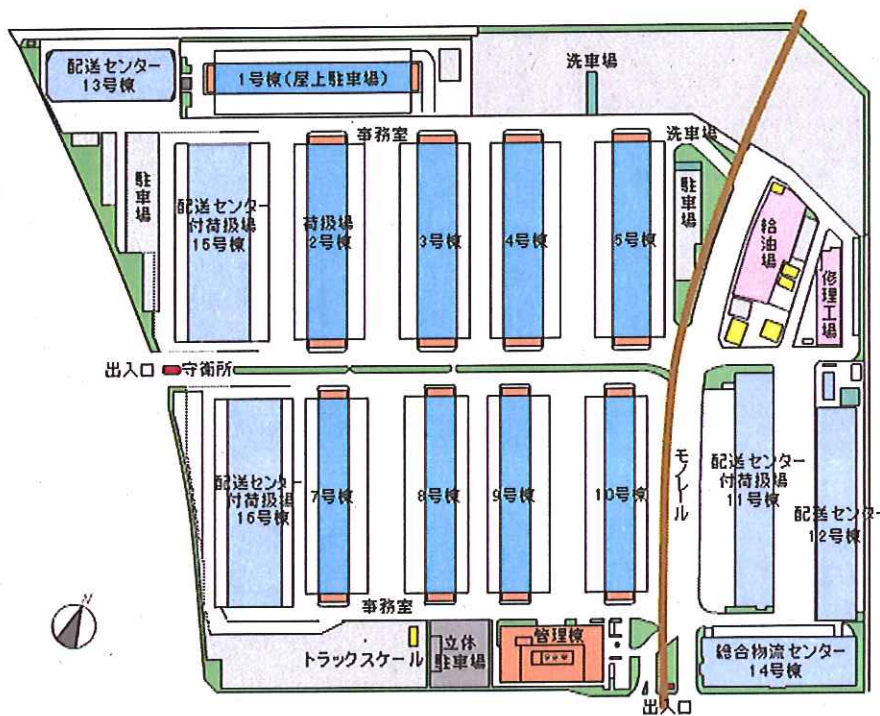 配送センター
13号棟
1号棟(屋上駐車場)
洗車場
事務室
洗車場
駐車場
配送センター
付荷扱場
15号棟
荷扱場
2号棟
3号棟
4号棟
5号棟
駐車場
給油場
修理工場
出入口
守衛所
配送センター
付荷扱場
16号棟
7号棟
8号棟
9号棟
10号棟
モノレール
配送センター
付荷扱場
11号棟
配送センター
12号棟
事務室
N
トラックスケール
立体
駐車場
管理棟
総合物流センター
14号棟
出入口